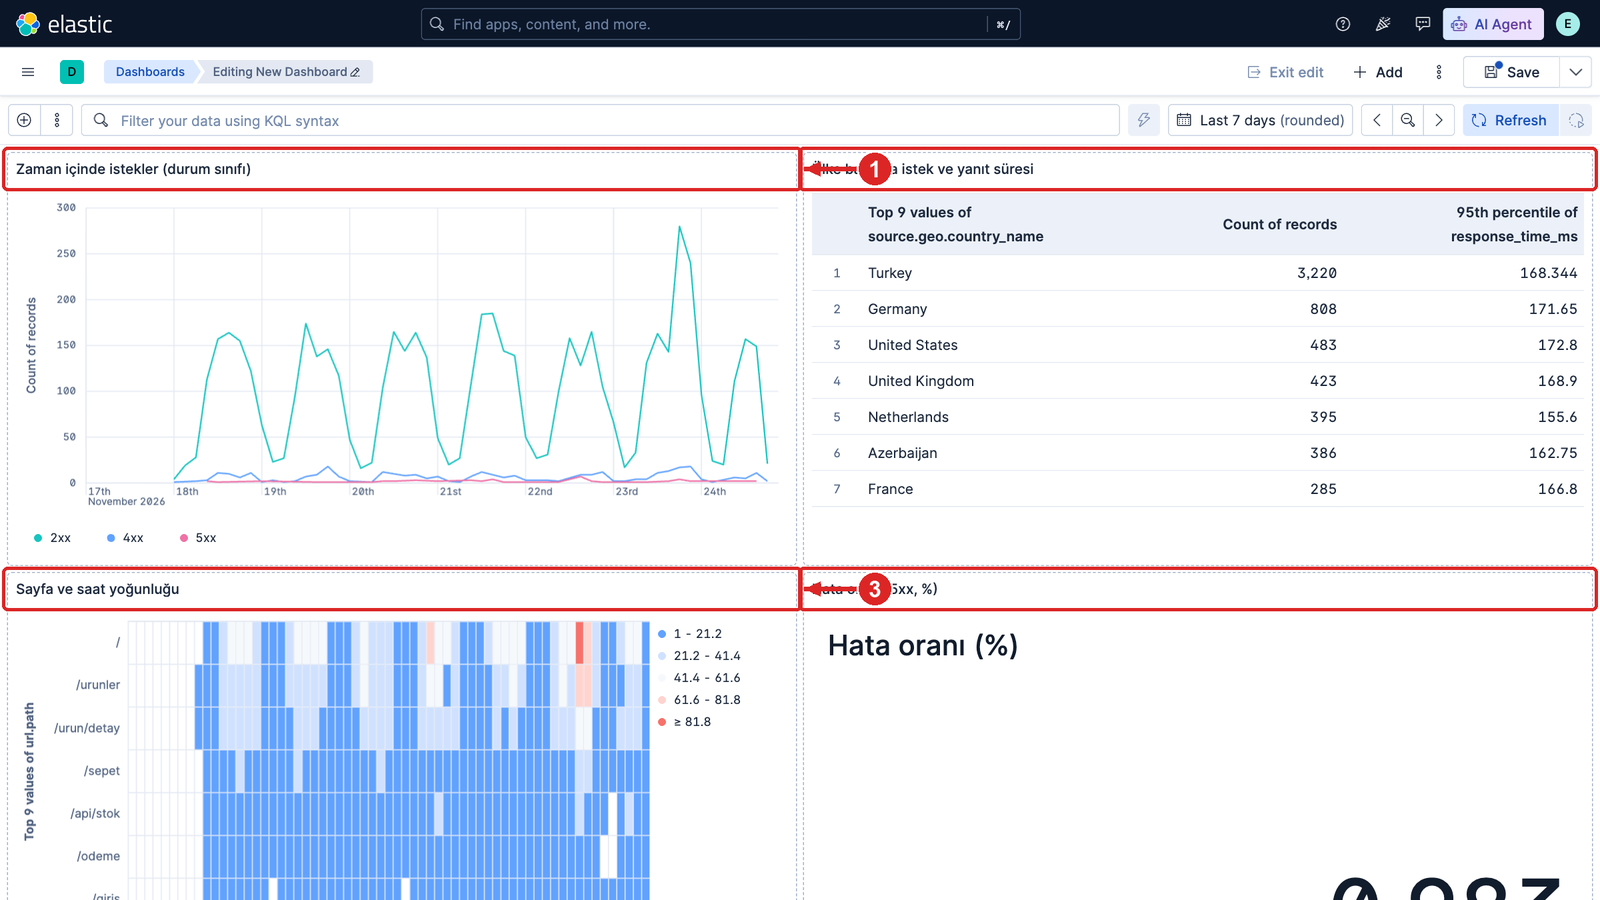 elastic
Find apps, content, and more.
⌘/
AI Agent
E
D
Dashboards
Editing New Dashboard
Exit edit
Add
Save
Filter your data using KQL syntax
Last 7 days (rounded)
Refresh
Zaman içinde istekler (durum sınıfı)
1
istek ve yanıt süresi
Count of records
300
250
200
150
100
50
0
17th
18th
19th
20th
21st
22nd
23rd
24th
November 2026
2xx
4xx
5xx
Top 9 values of source.geo.country_name
Count of records
95th percentile of response_time_ms
1 Turkey 3,220 168.344
2 Germany 808 171.65
3 United States 483 172.8
4 United Kingdom 423 168.9
5 Netherlands 395 155.6
6 Azerbaijan 386 162.75
7 France 285 166.8
Sayfa ve saat yoğunluğu
3
5xx, %)
Top 9 values of url.path
/
/urunler
/urun/detay
/sepet
/api/stok
/odeme
/giris
1 - 21.2
21.2 - 41.4
41.4 - 61.6
61.6 - 81.8
≥ 81.8
Hata oranı (%)